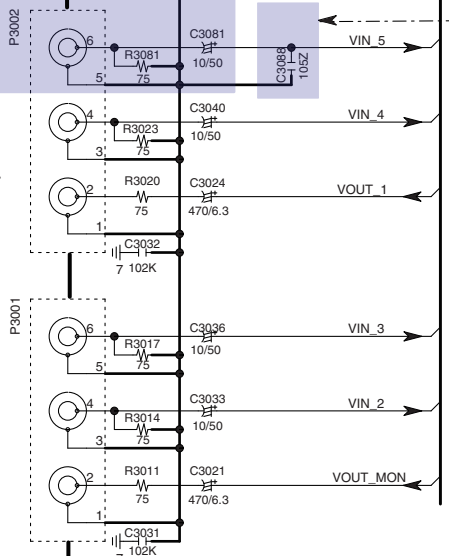 P3002
6
C3081
VIN_5
R3081
10/50
75
5
C3088
105Z
4
C3040
VIN_4
R3023
10/50
75
3
2
R3020
C3024
VOUT_1
75
470/6.3
1
C3032
7
102K
P3001
6
C3036
VIN_3
R3017
10/50
75
5
4
C3033
VIN_2
R3014
10/50
75
3
2
R3011
C3021
VOUT_MON
75
470/6.3
1
C3031
7
102K